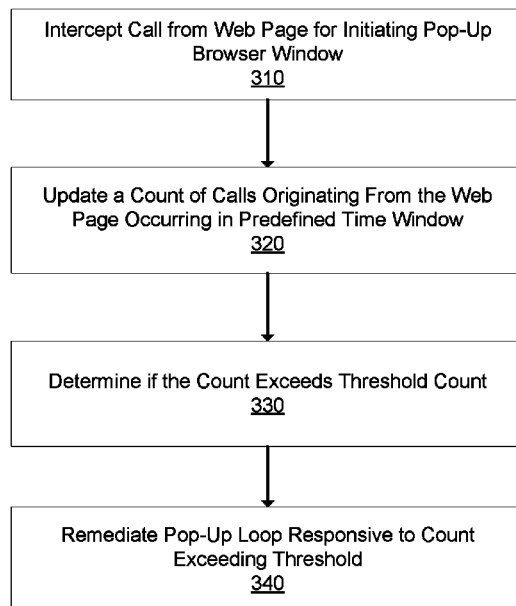 Intercept Call from Web Page for Initiating Pop-Up
Browser Window
310
Update a Count of Calls Originating From the Web
Page Occurring in Predefined Time Window
320
Determine if the Count Exceeds Threshold Count
330
Remediate Pop-Up Loop Responsive to Count
Exceeding Threshold
340